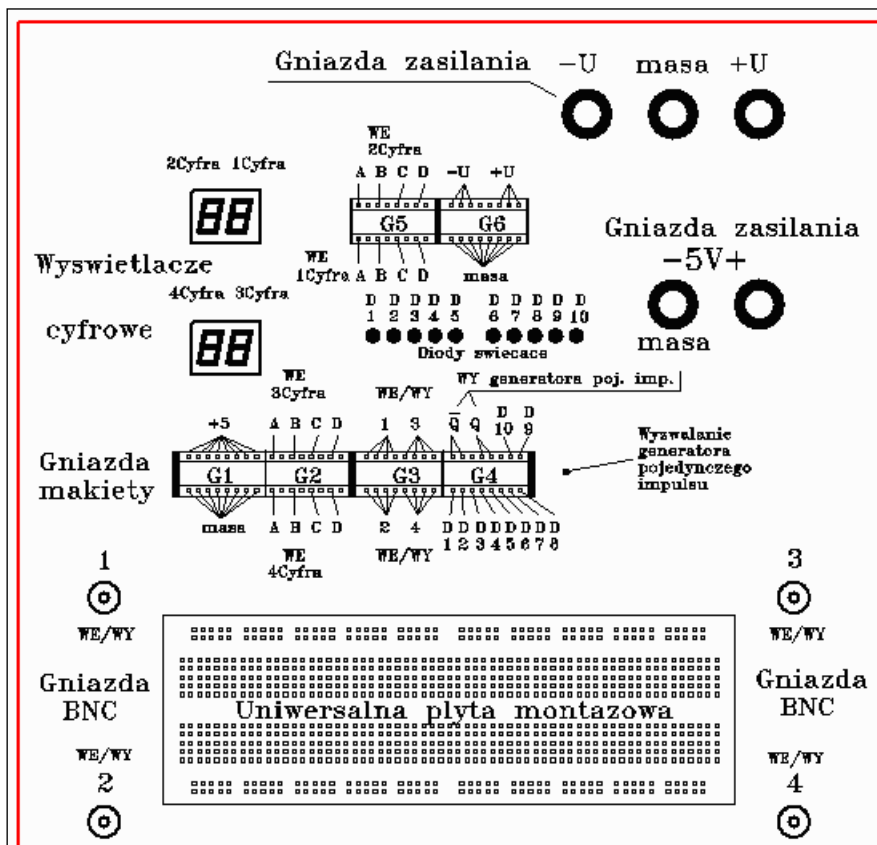 Gniazda zasilania -U masa +U
WE
2Cyfra
2Cyfra 1Cyfra
A B C D -U +U
88
G5 G6
Gniazda zasilania
-5V+
WE
1Cyfra A B C D masa
Wyswietlacze
4Cyfra 3Cyfra
D D D D D D D D D D
1 2 3 4 5 6 7 8 9 10
cyfrowe
88
Diody swiecace
masa
WE
3Cyfra
WE/WY
WY generatora poj. imp.
+5 A B C D 1 3 Q̅ Q D10 D9
Gniazda
makiety
G1 G2 G3 G4
Wyzwalanie
generatora
pojedynczego
impulsu
masa A B C D 2 4 D D D D D D D D
1 2 3 4 5 6 7 8
WE
4Cyfra
WE/WY
1
WE/WY
3
WE/WY
Gniazda
BNC
Uniwersalna plyta montazowa
Gniazda
BNC
WE/WY
2
WE/WY
4